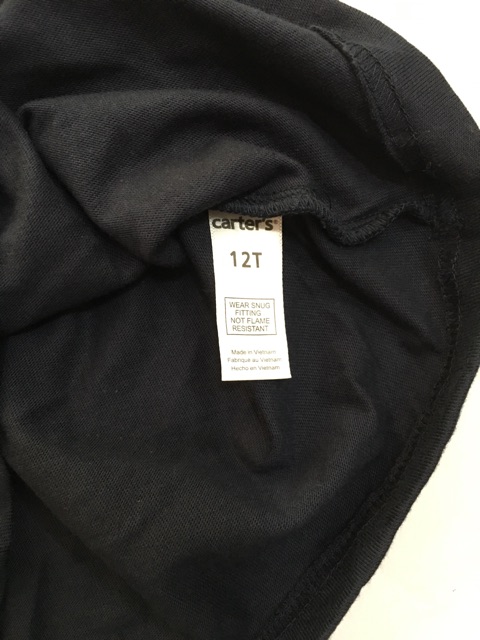 carter's®
12T
WEAR SNUG
FITTING
NOT FLAME
RESISTANT
Made in Vietnam
Fabriqué au Vietnam
Hecho en Vietnam